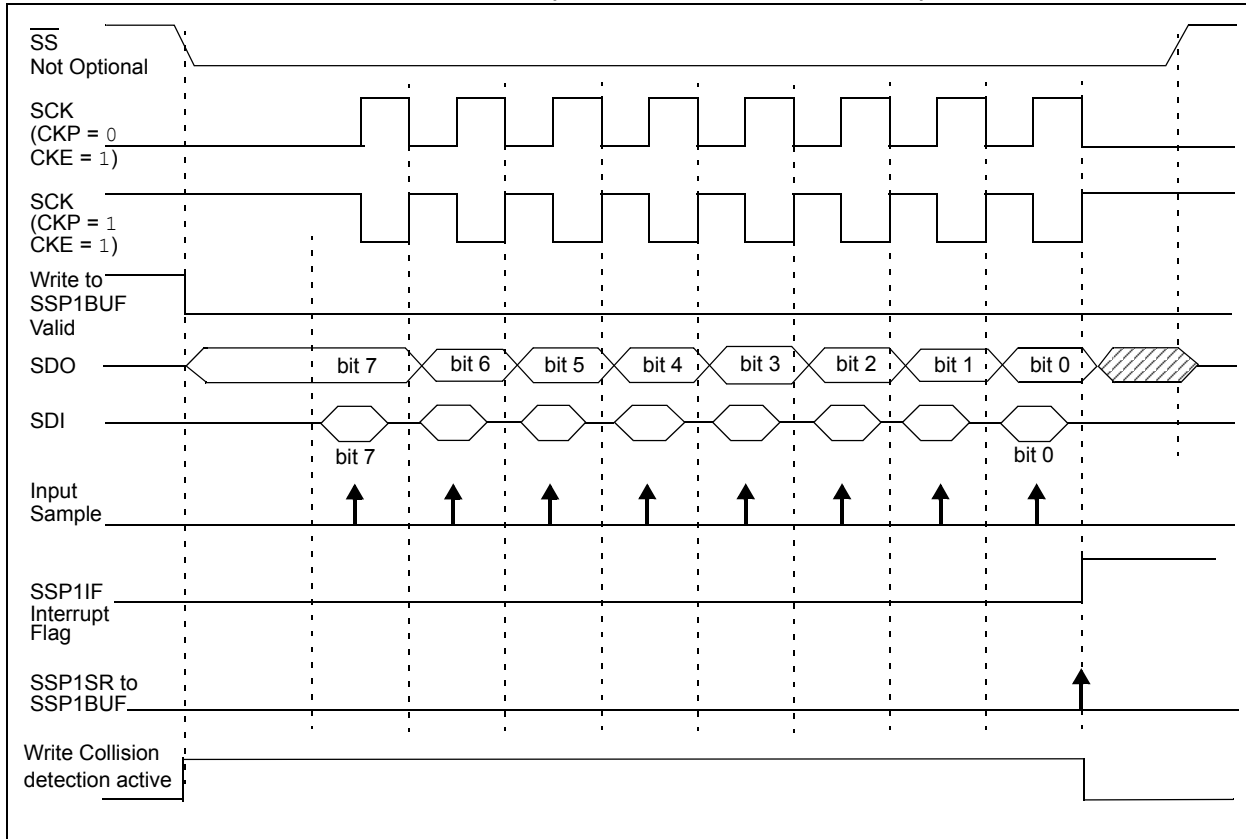 SS
Not Optional
SCK
(CKP = 0
CKE = 1)
SCK
(CKP = 1
CKE = 1)
Write to
SSP1BUF
Valid
SDO
bit 7 bit 6 bit 5 bit 4 bit 3 bit 2 bit 1 bit 0
SDI
bit 7 bit 0
Input
Sample
SSP1IF
Interrupt
Flag
SSP1SR to
SSP1BUF
Write Collision
detection active